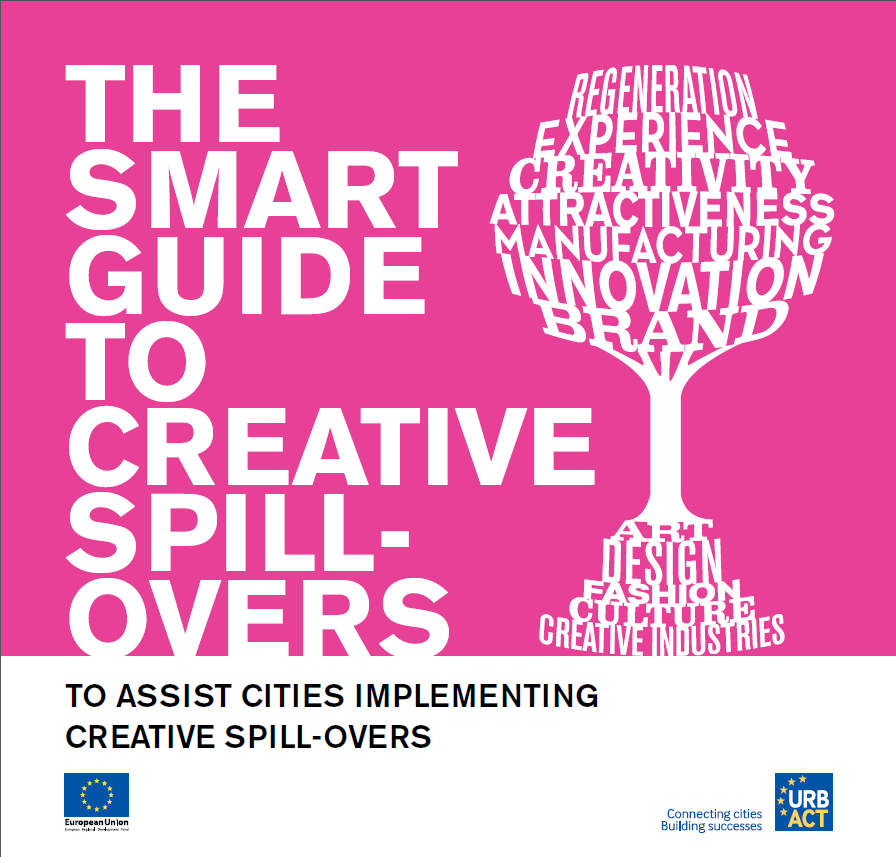 THE
SMART
GUIDE
TO
CREATIVE
SPILL-
OVERS
REGENERATION
EXPERIENCE
CREATIVITY
ATTRACTIVENESS
MANUFACTURING
INNOVATION
BRAND
ART
DESIGN
FASHION
CULTURE
CREATIVE INDUSTRIES
TO ASSIST CITIES IMPLEMENTING
CREATIVE SPILL-OVERS
European Union
European Regional Development Fund
Connecting cities
Building successes
URB
ACT